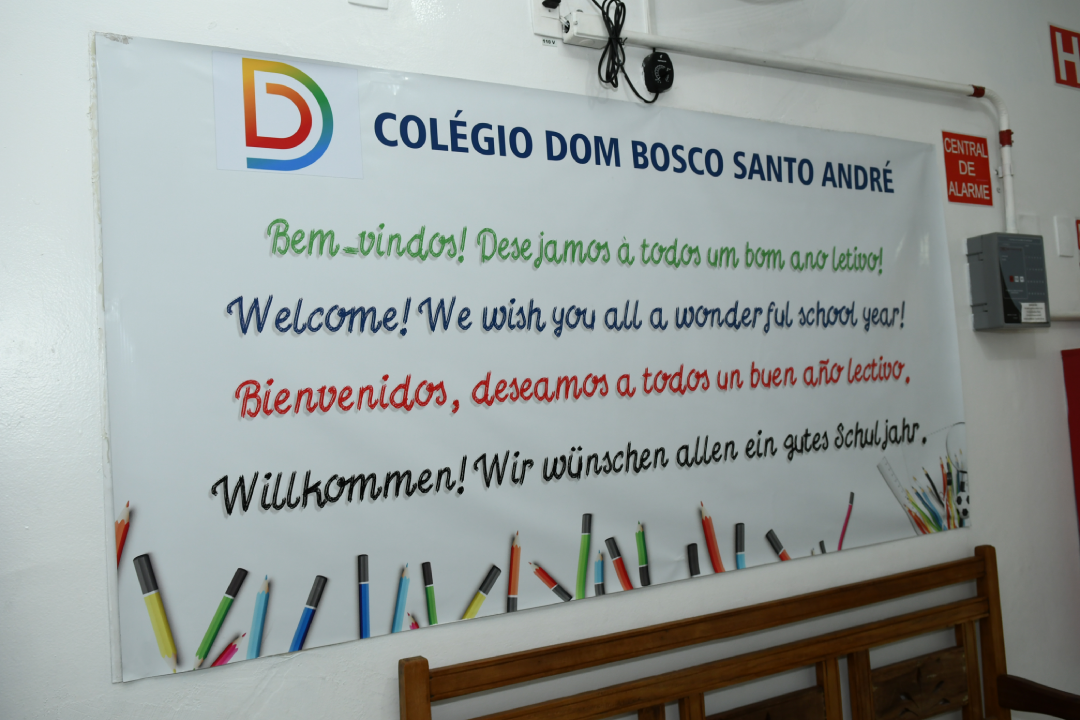 COLÉGIO DOM BOSCO SANTO ANDRÉ
Bem-vindos! Desejamos à todos um bom ano letivo!
Welcome! We wish you all a wonderful school year!
Bienvenidos, deseamos a todos un buen año lectivo.
Willkommen! Wir wünschen allen ein gutes Schuljahr.
CENTRAL
DE
ALARME
H